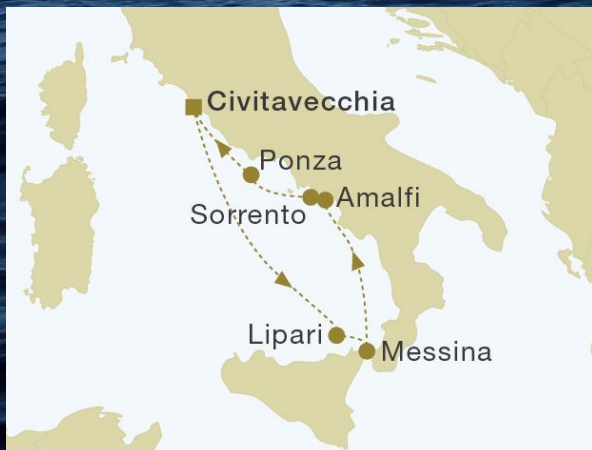 Civitavecchia
Ponza
Amalfi
Sorrento
Lipari
Messina